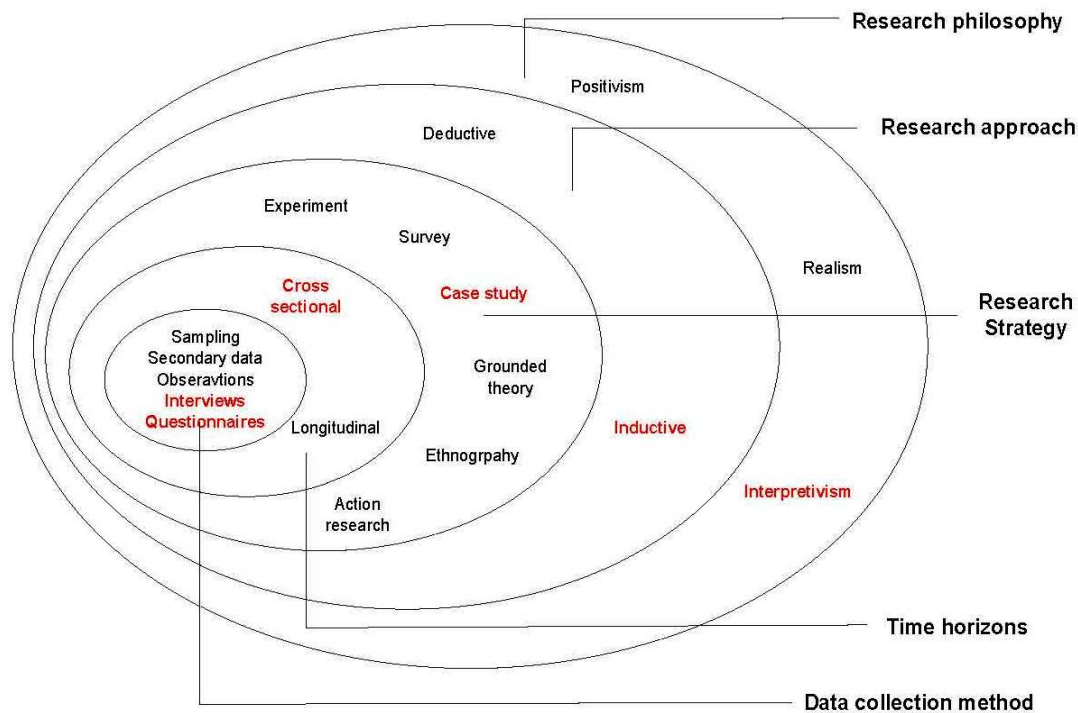 Research philosophy
Positivism
Research approach
Deductive
Experiment
Survey
Realism
Cross
sectional
Case study
Research
Strategy
Sampling
Secondary data
Obseravtions
Interviews
Questionnaires
Grounded
theory
Longitudinal
Inductive
Ethnogrpahy
Interpretivism
Action
research
Time horizons
Data collection method